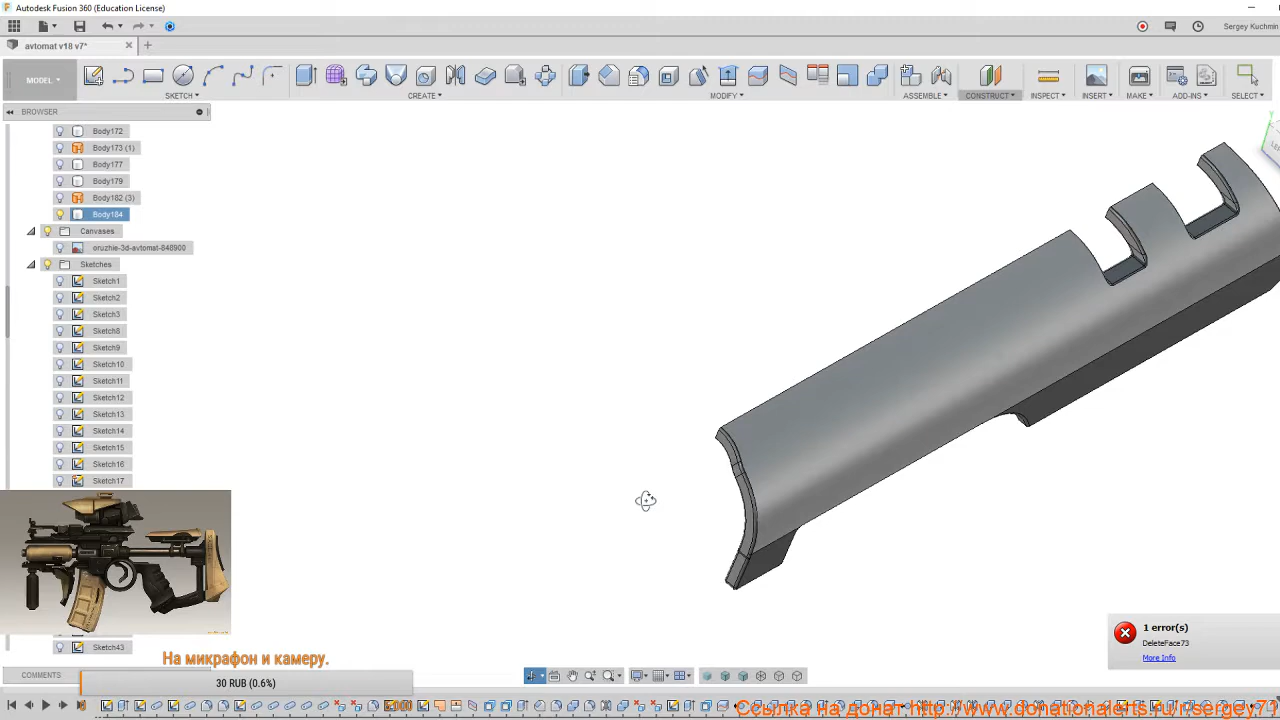 Autodesk Fusion 360 (Education License)
Sergey Kuchmin
avtomat v18 v7*
MODEL
SKETCH
CREATE
MODIFY
ASSEMBLE
CONSTRUCT
INSPECT
INSERT
MAKE
ADD-INS
SELECT
BROWSER
Body172
Body173 (1)
Body177
Body179
Body182 (3)
Body184
Canvases
oruzhie-3d-avtomat-848900
Sketches
Sketch1
Sketch2
Sketch3
Sketch8
Sketch9
Sketch10
Sketch11
Sketch12
Sketch13
Sketch14
Sketch15
Sketch16
Sketch17
Sketch43
1 error(s)
DeleteFace73
More Info
На микрофон и камеру.
COMMENTS
30 RUB (0.6%)
Ссылка на донат:http://www.donationalerts.ru/r/sergey71